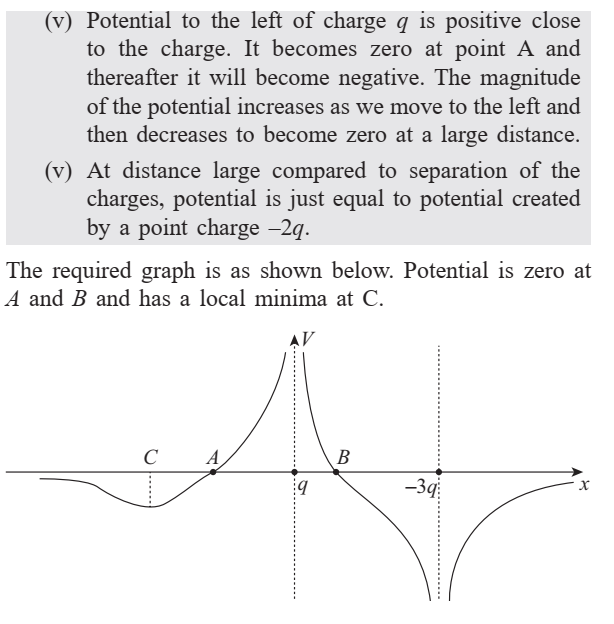 (v) Potential to the left of charge q is positive close
to the charge. It becomes zero at point A and
thereafter it will become negative. The magnitude
of the potential increases as we move to the left and
then decreases to become zero at a large distance.
(v) At distance large compared to separation of the
charges, potential is just equal to potential created
by a point charge –2q.
The required graph is as shown below. Potential is zero at
A and B and has a local minima at C.
V
C A B
q –3q x